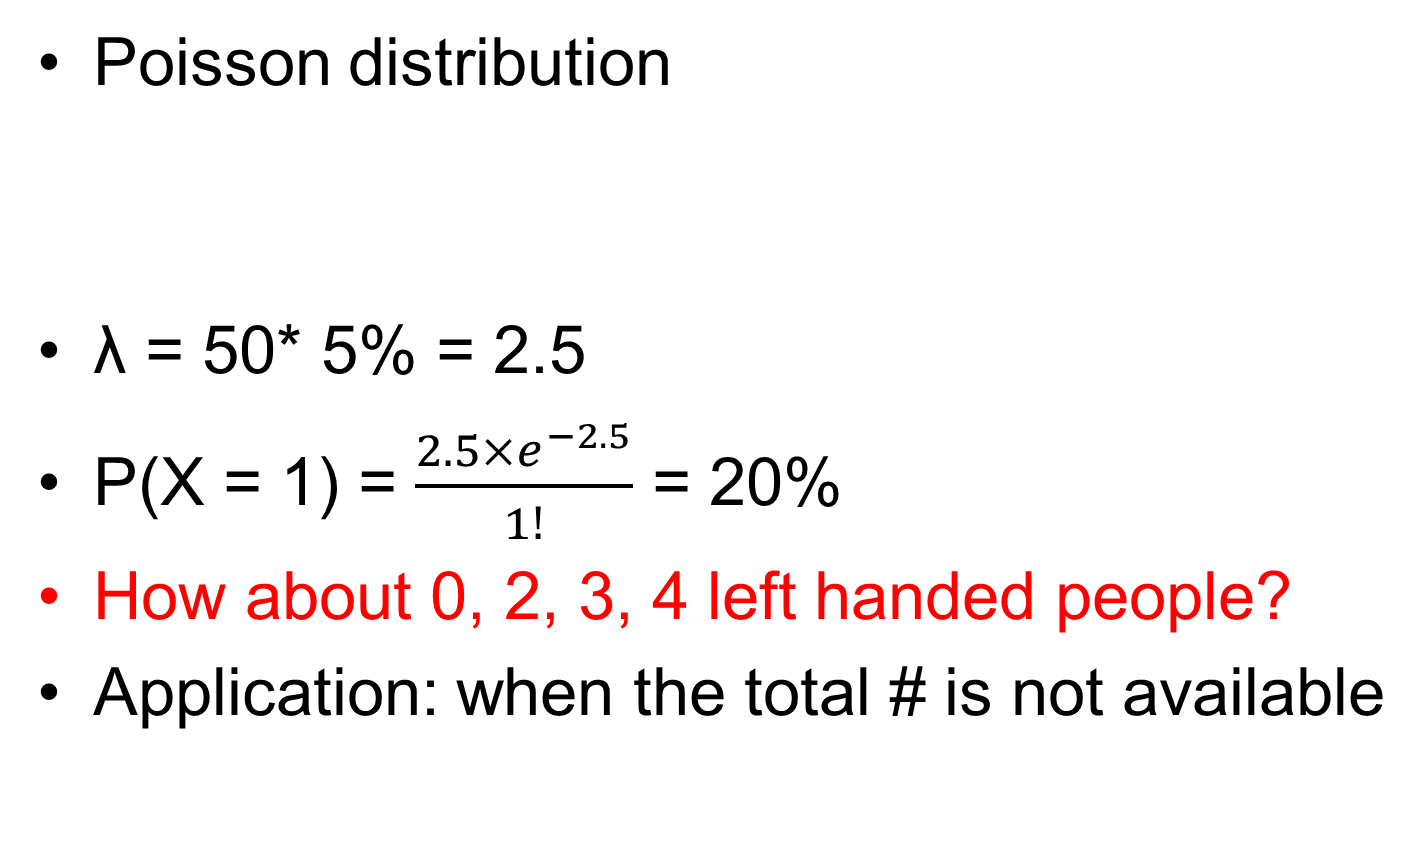 • Poisson distribution
• λ = 50* 5% = 2.5
• P(X = 1) = \frac{2.5×e^{−2.5}}{1!} = 20%
• How about 0, 2, 3, 4 left handed people?
• Application: when the total # is not available